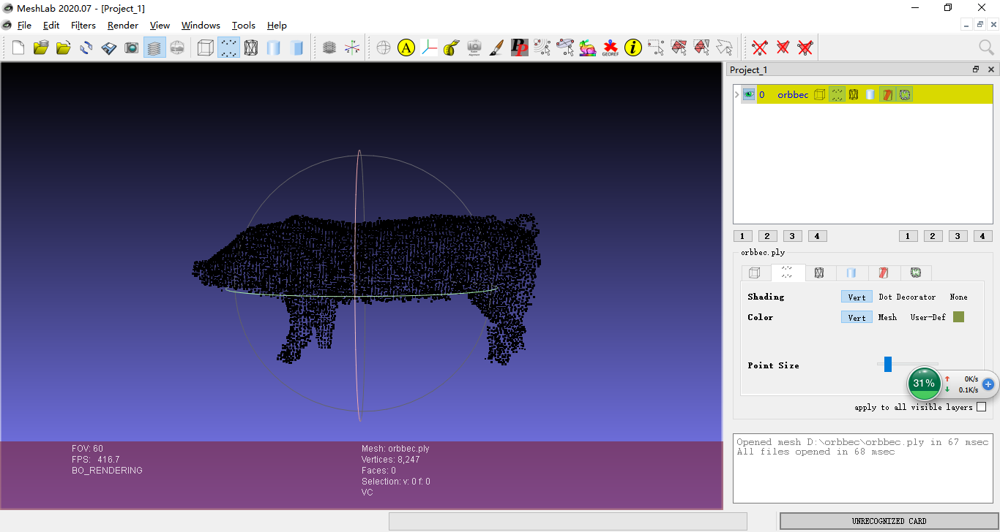 MeshLab 2020.07 - [Project_1]
File Edit Filters Render View Windows Tools Help
A PP GEOREF i
Project_1
0 orbbec
1 2 3 4 1 2 3 4
orbbec.ply
Shading Vert Dot Decorator None
Color Vert Mesh User-Def
Point Size
31% 0K/s
0.1K/s
apply to all visible layers
Opened mesh D:\orbbec\orbbec.ply in 67 msec
All files opened in 68 msec
FOV: 60
FPS: 416.7
BO_RENDERING
Mesh: orbbec.ply
Vertices: 8,247
Faces: 0
Selection: v: 0 f: 0
VC
UNRECOGNIZED CARD